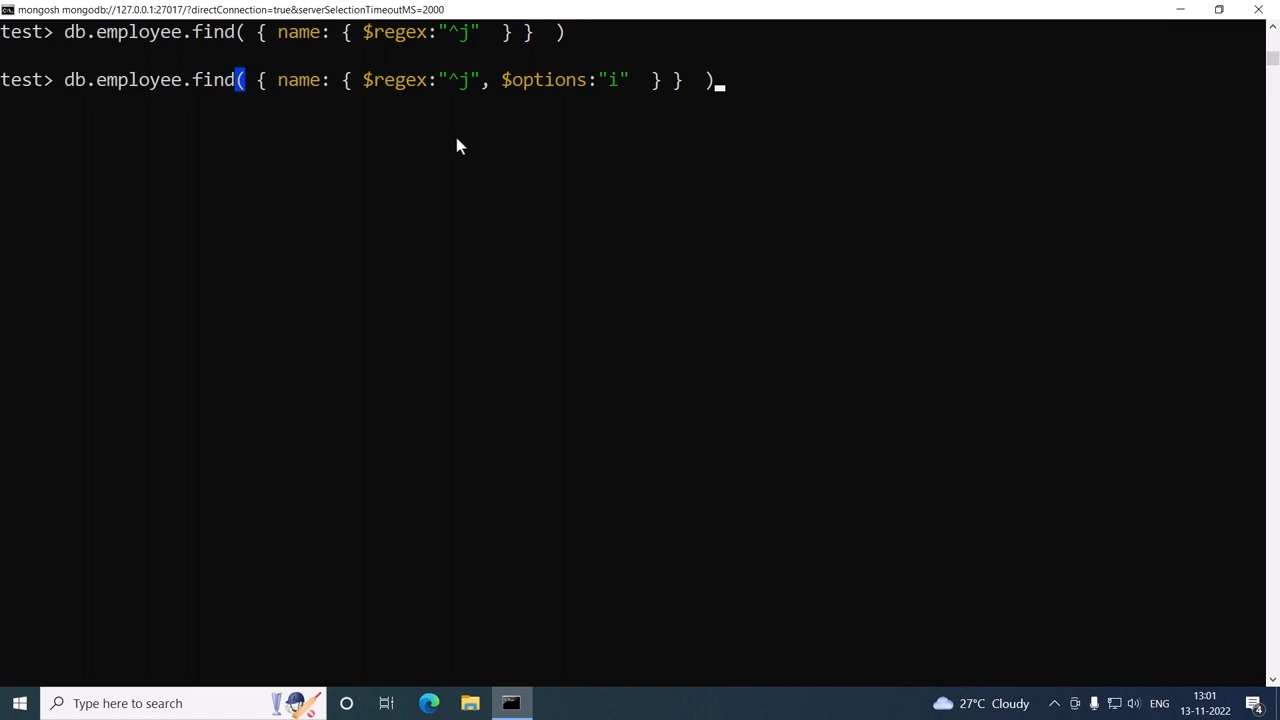 mongosh mongodb://127.0.0.1:27017/?directConnection=true&serverSelectionTimeoutMS=2000
test> db.employee.find( { name: { $regex:"^j"  } }  )
test> db.employee.find( { name: { $regex:"^j", $options:"i"  } }  )
Type here to search
27°C Cloudy
ENG
13:01
13-11-2022
4